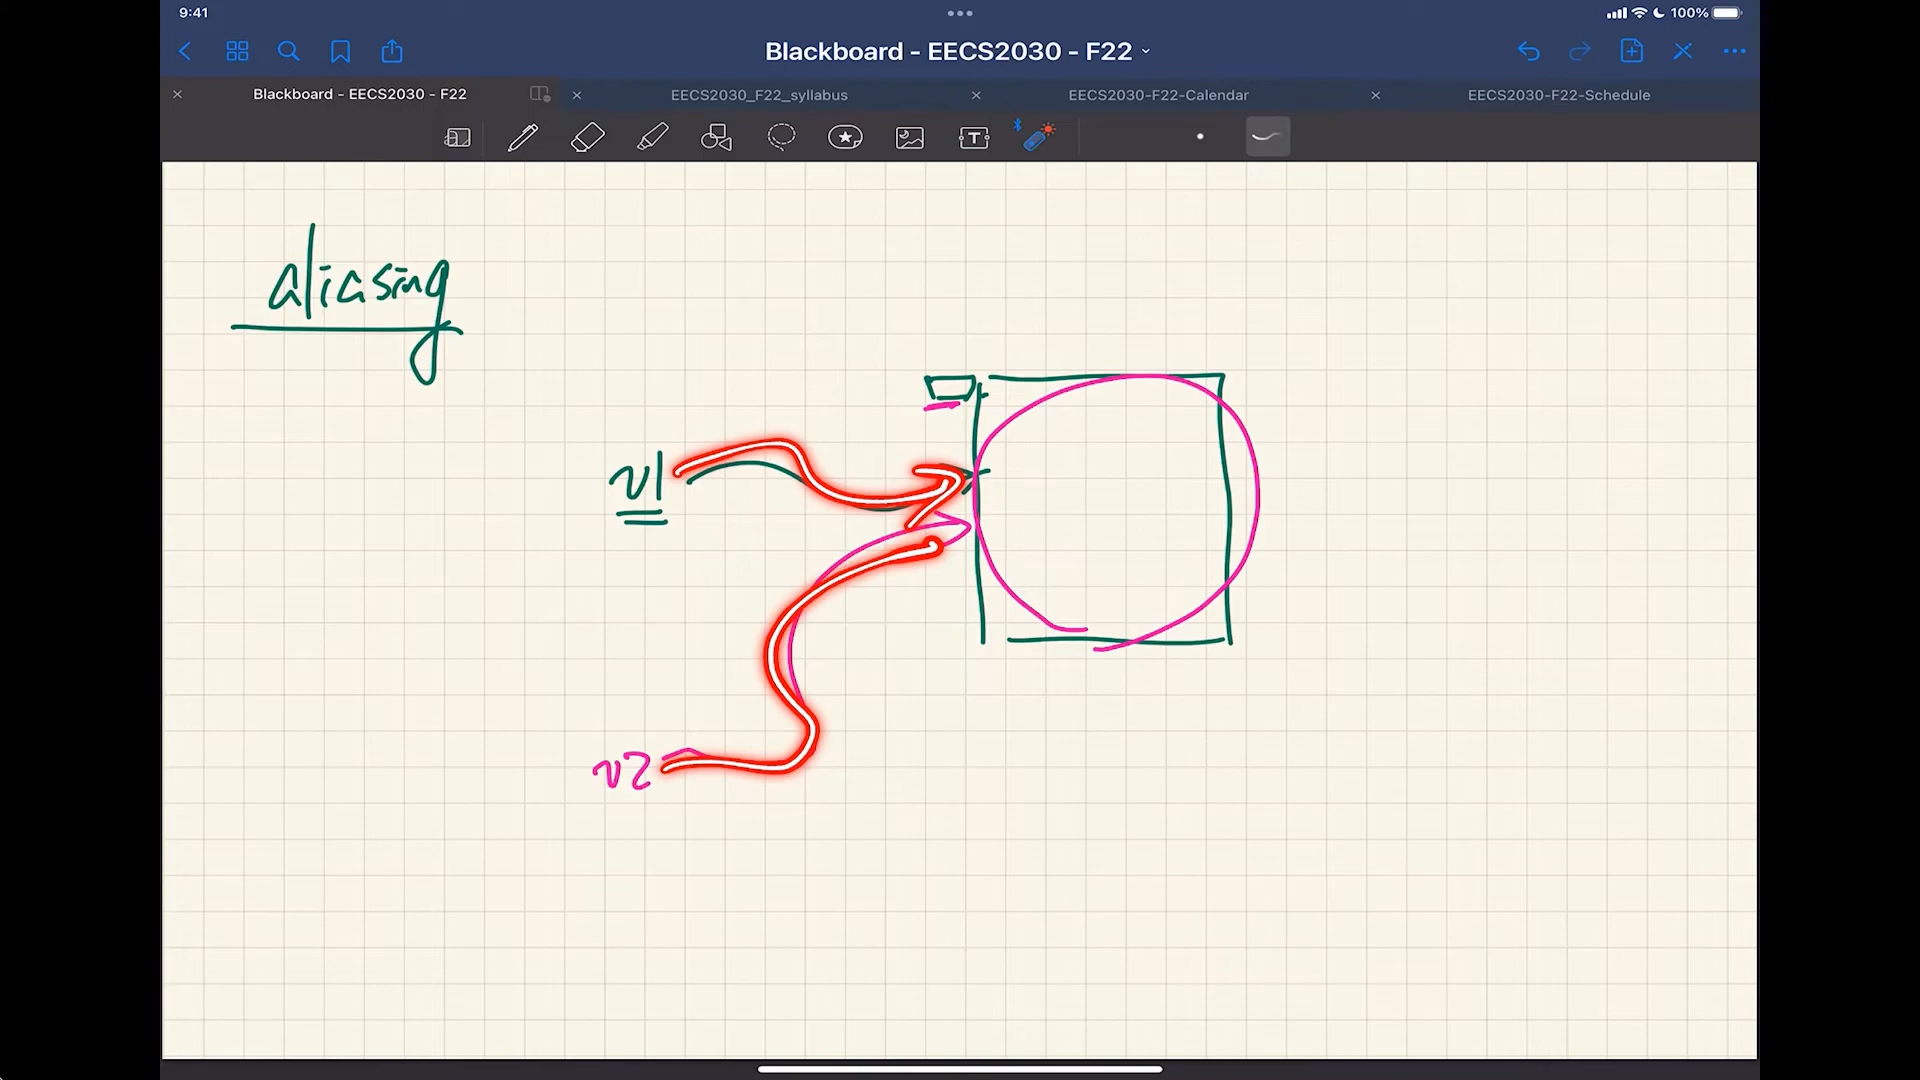 9:41
100%
Blackboard - EECS2030 - F22
Blackboard - EECS2030 - F22
EECS2030_F22_syllabus
EECS2030-F22-Calendar
EECS2030-F22-Schedule
aliasing
v1
v2